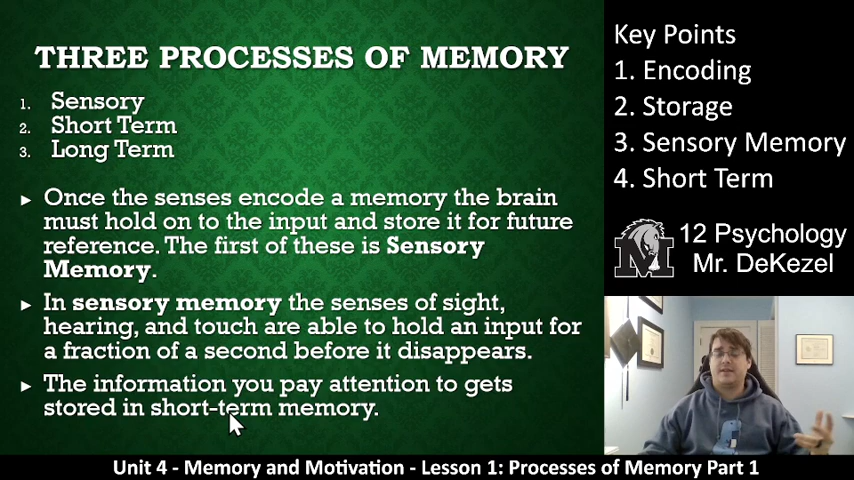 THREE PROCESSES OF MEMORY
1. Sensory
2. Short Term
3. Long Term
Once the senses encode a memory the brain
must hold on to the input and store it for future
reference. The first of these is Sensory
Memory.
In sensory memory the senses of sight,
hearing, and touch are able to hold an input for
a fraction of a second before it disappears.
The information you pay attention to gets
stored in short-term memory.
Key Points
1. Encoding
2. Storage
3. Sensory Memory
4. Short Term
M
12 Psychology
Mr. DeKezel
Unit 4 - Memory and Motivation - Lesson 1: Processes of Memory Part 1